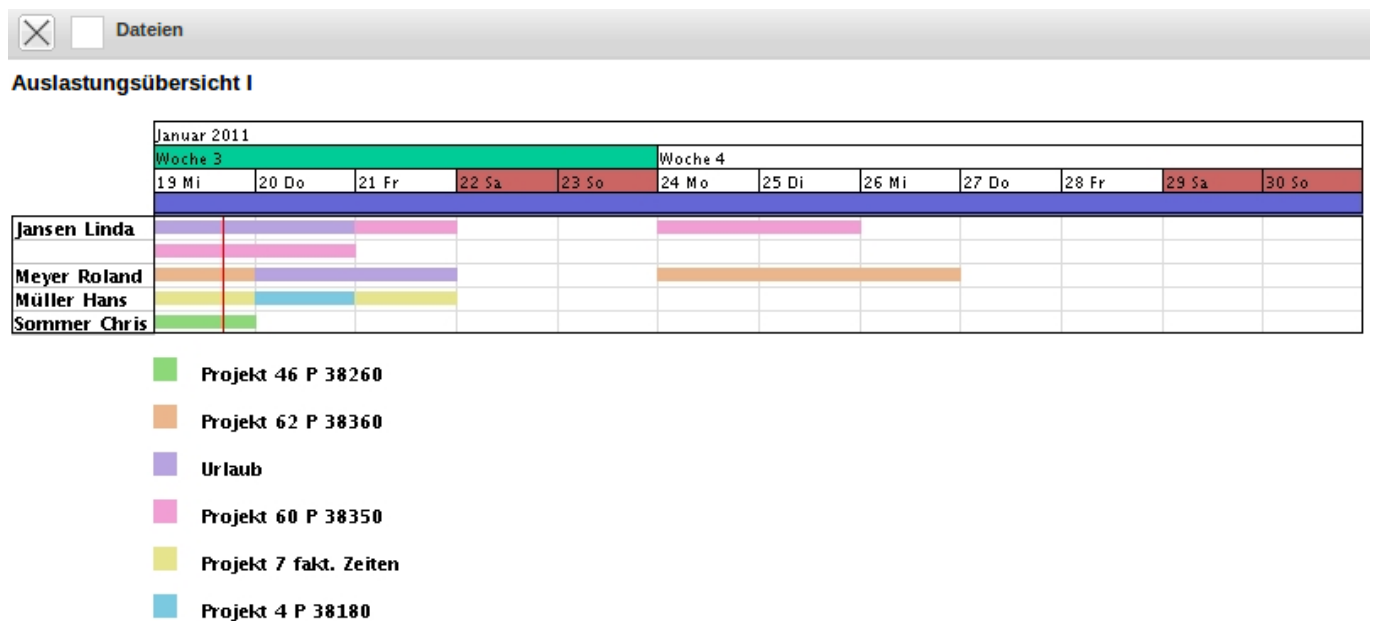 Dateien
Auslastungsübersicht I
Januar 2011
Woche 3 Woche 4
19 Mi 20 Do 21 Fr 22 Sa 23 So 24 Mo 25 Di 26 Mi 27 Do 28 Fr 29 Sa 30 So
Jansen Linda
Meyer Roland
Müller Hans
Sommer Chris
Projekt 46 P 38260
Projekt 62 P 38360
Urlaub
Projekt 60 P 38350
Projekt 7 fakt. Zeiten
Projekt 4 P 38180